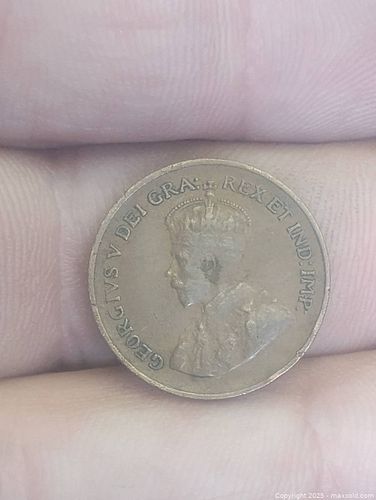 GEORGIVS V DEI GRA: REX ET IND: IMP:
Copyright 2025 - maxsold.com